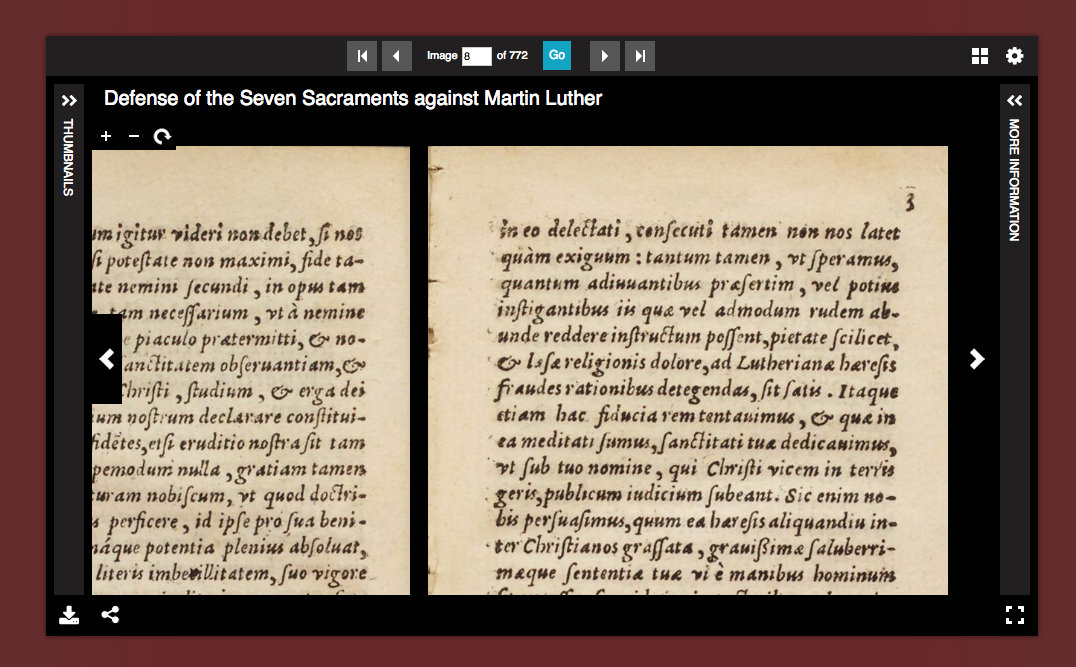 Image 8 of 772 Go
THUMBNAILS
Defense of the Seven Sacraments against Martin Luther
MORE INFORMATION
igitur videri non debet, ſi nos
ſi poteſtate non maximi, fide ta-
nemini ſecundi, in opus tam
tam neceſſarium, vt à nemine
piaculo prætermitti, & no-
anctitatem obſeruantiam, &
Chriſti, ſtudium, & erga dei
um noſtrum declarare conſtitui-
fidẽtes, etſi eruditio noſtra ſit tam
pemodum nulla, gratiam tamen
turam nobiſcum, vt quod doctri-
s perficere, id ipſe pro ſua beni-
náque potentia plenius abſoluat,
literis imbecillitatem, ſuo vigore
3
in eo delectati, conſecuti tamen non nos latet
quàm exiguum: tantum tamen, vt ſperamus,
quantum adiuuantibus præſertim, vel potius
inſtigantibus iis quæ vel admodum rudem ab-
unde reddere inſtructum poſſent, pietate ſcilicet,
& læſæ religionis dolore, ad Lutherianæ hæreſis
fraudes rationibus detegendas, ſit ſatis. Itaque
etiam hac fiducia rem tentauimus, & quæ in
ea meditati ſumus, ſanctitati tuæ dedicauimus,
vt ſub tuo nomine, qui Chriſti vicem in terris
geris, publicum iudicium ſubeant. Sic enim no-
bis perſuaſimus, quum ea hæreſis aliquandiu in-
ter Chriſtianos graſſata, grauißimæ ſaluberri-
mæque ſententiæ tuæ vi è manibus hominum